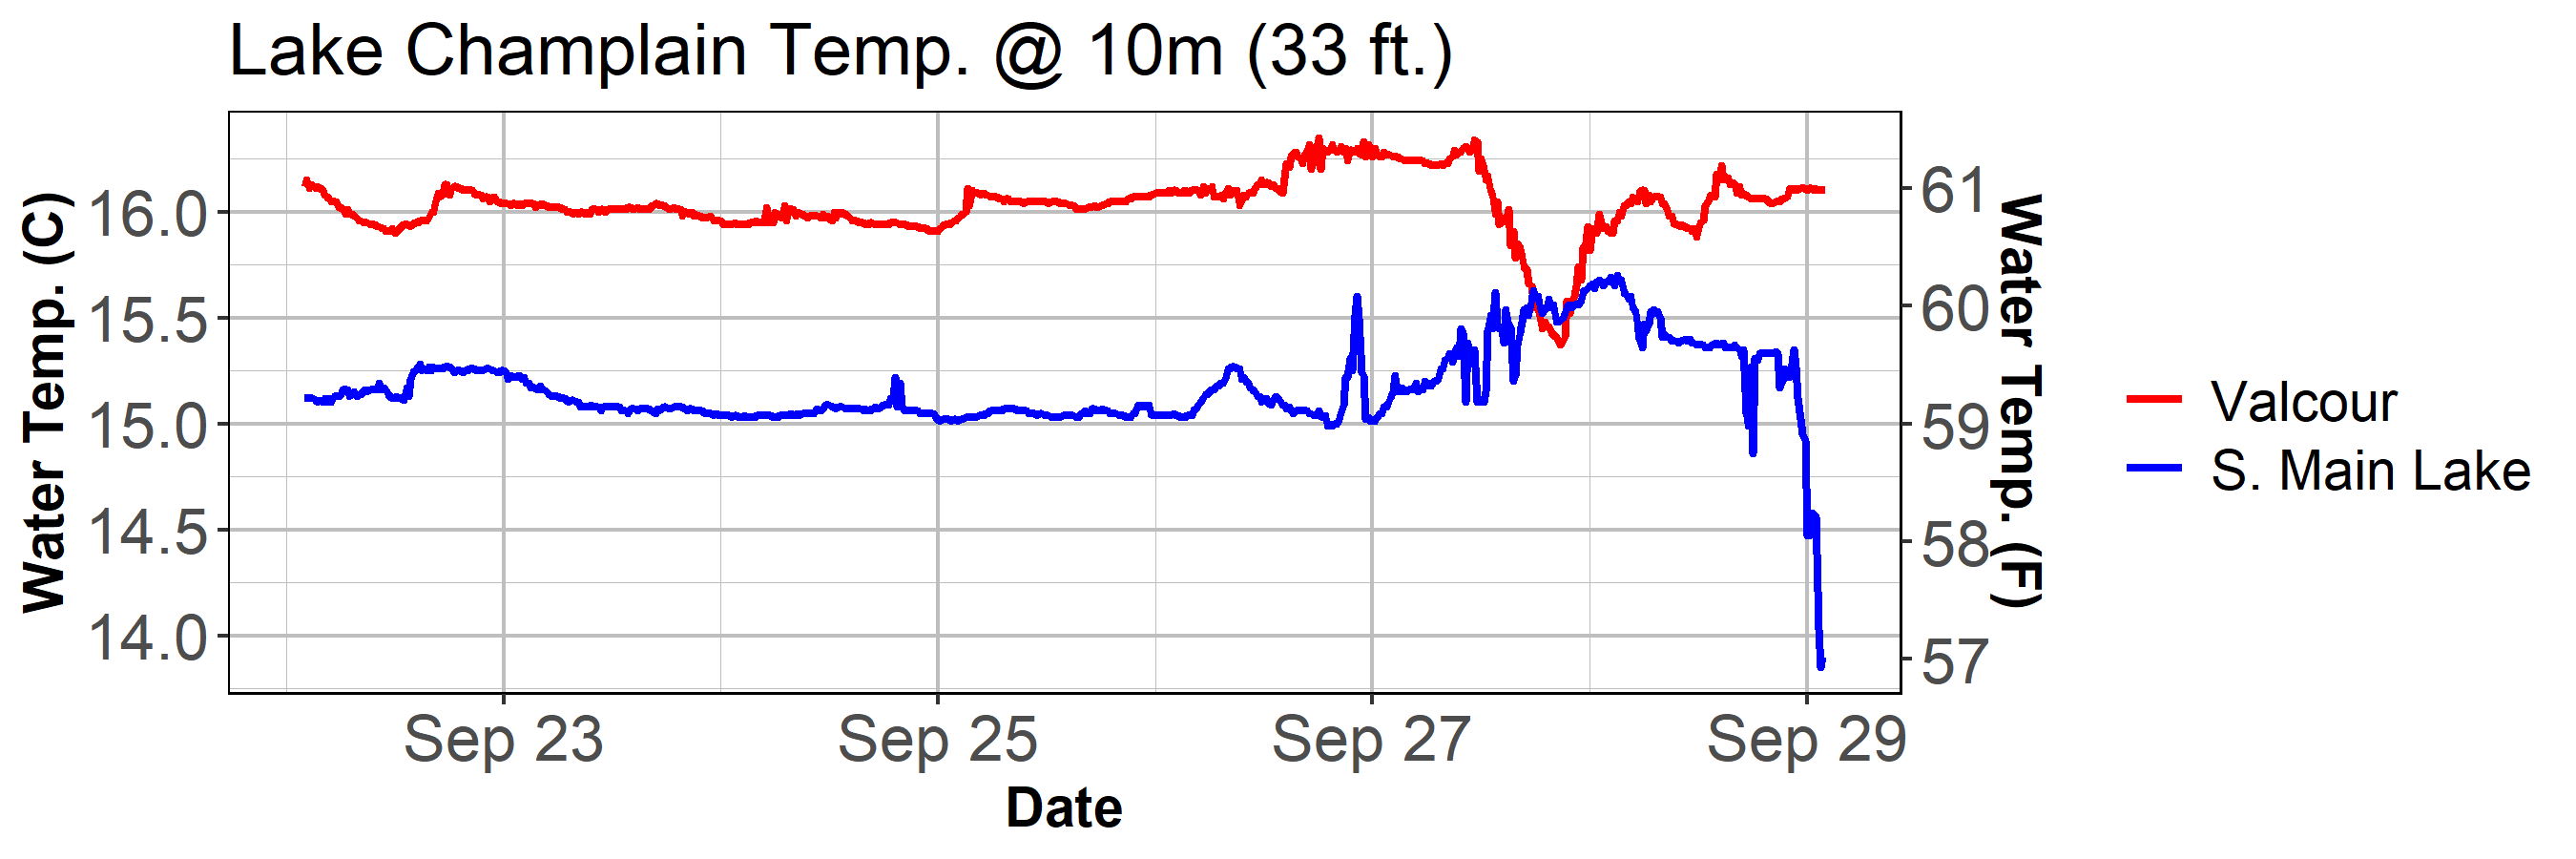 Lake Champlain Temp. @ 10m (33 ft.)
Water Temp. (C)
16.0
15.5
15.0
14.5
14.0
61
60
59
58
57
Water Temp. (F)
Valcour
S. Main Lake
Sep 23
Sep 25
Sep 27
Sep 29
Date